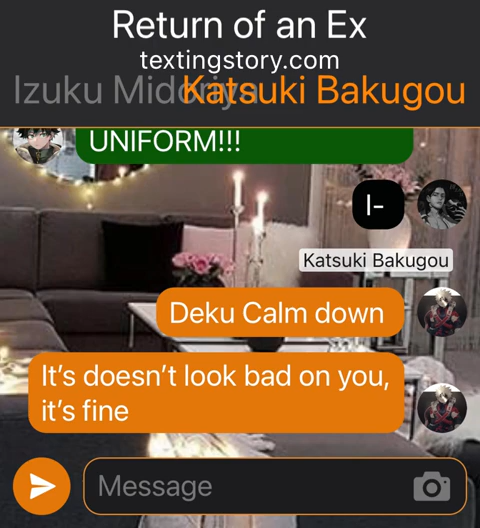 Return of an Ex
textingstory.com
Izuku Midoriya Katsuki Bakugou
UNIFORM!!!
I-
Katsuki Bakugou
Deku Calm down
It's doesn't look bad on you,
it's fine
Message